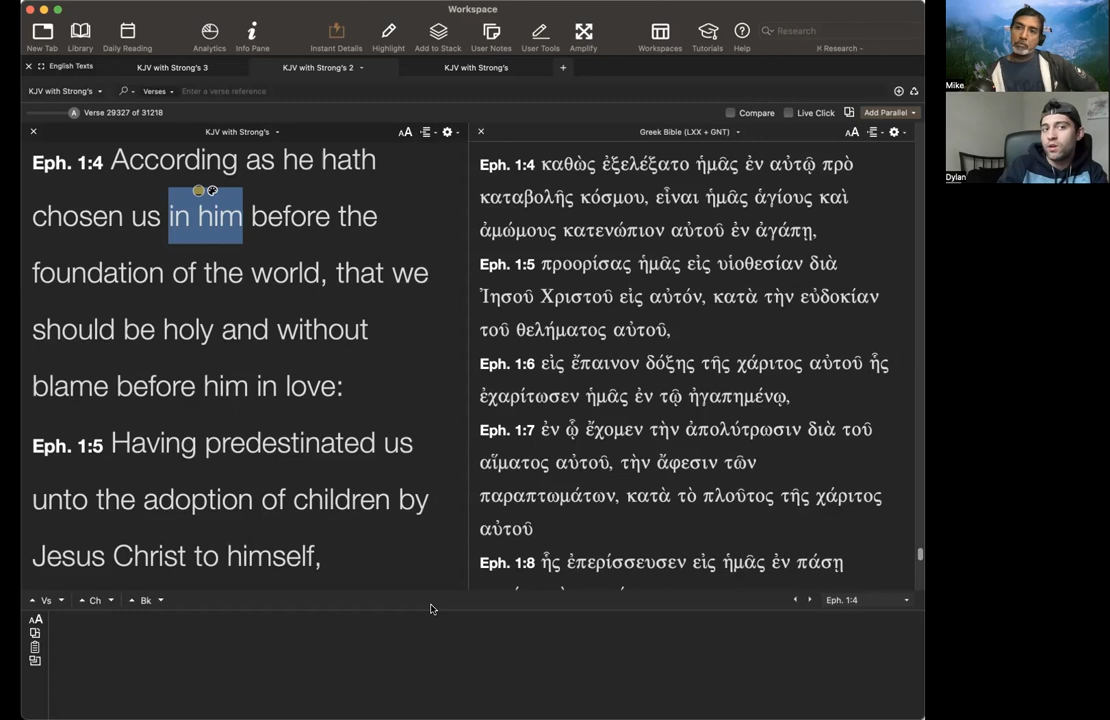 Workspace
New Tab
Library
Daily Reading
Analytics
Info Pane
Instant Details
Highlight
Add to Stack
User Notes
User Tools
Amplify
Workspaces
Tutorials
Help
Research
Research
English Texts
KJV with Strong's 3
KJV with Strong's 2
KJV with Strong's
KJV with Strong's
Verses
Enter a verse reference
A Verse 29327 of 31218
Compare
Live Click
Add Parallel
KJV with Strong's
AA
Eph. 1:4 According as he hath
chosen us in him before the
foundation of the world, that we
should be holy and without
blame before him in love:
Eph. 1:5 Having predestinated us
unto the adoption of children by
Jesus Christ to himself,
Greek Bible (LXX + GNT)
AA
Eph. 1:4 καθὼς ἐξελέξατο ἡμᾶς ἐν αὐτῷ πρὸ
καταβολῆς κόσμου, εἶναι ἡμᾶς ἁγίους καὶ
ἀμώμους κατενώπιον αὐτοῦ ἐν ἀγάπῃ,
Eph. 1:5 προορίσας ἡμᾶς εἰς υἱοθεσίαν διὰ
Ἰησοῦ Χριστοῦ εἰς αὐτόν, κατὰ τὴν εὐδοκίαν
τοῦ θελήματος αὐτοῦ,
Eph. 1:6 εἰς ἔπαινον δόξης τῆς χάριτος αὐτοῦ ἧς
ἐχαρίτωσεν ἡμᾶς ἐν τῷ ἠγαπημένῳ,
Eph. 1:7 ἐν ᾧ ἔχομεν τὴν ἀπολύτρωσιν διὰ τοῦ
αἵματος αὐτοῦ, τὴν ἄφεσιν τῶν
παραπτωμάτων, κατὰ τὸ πλοῦτος τῆς χάριτος
αὐτοῦ
Eph. 1:8 ἧς ἐπερίσσευσεν εἰς ἡμᾶς ἐν πάσῃ
Vs
Ch
Bk
Eph. 1:4
AA
Mike
Dylan